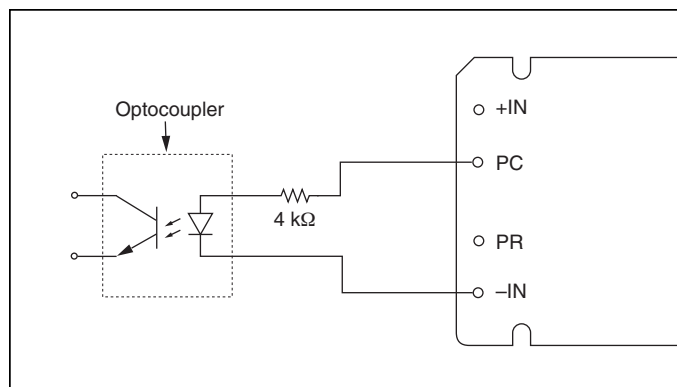 Optocoupler
4 kΩ
+IN
PC
PR
–IN